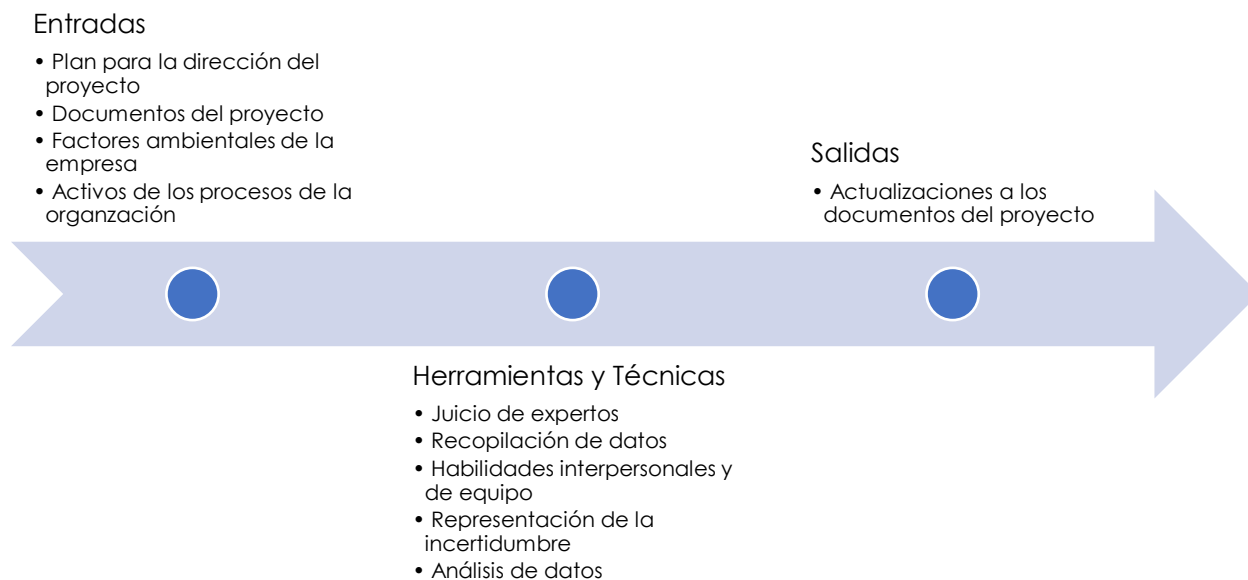 Entradas
• Plan para la dirección del
proyecto
• Documentos del proyecto
• Factores ambientales de la
empresa
• Activos de los procesos de la
organzación
Herramientas y Técnicas
• Juicio de expertos
• Recopilación de datos
• Habilidades interpersonales y
de equipo
• Representación de la
incertidumbre
• Análisis de datos
Salidas
• Actualizaciones a los
documentos del proyecto